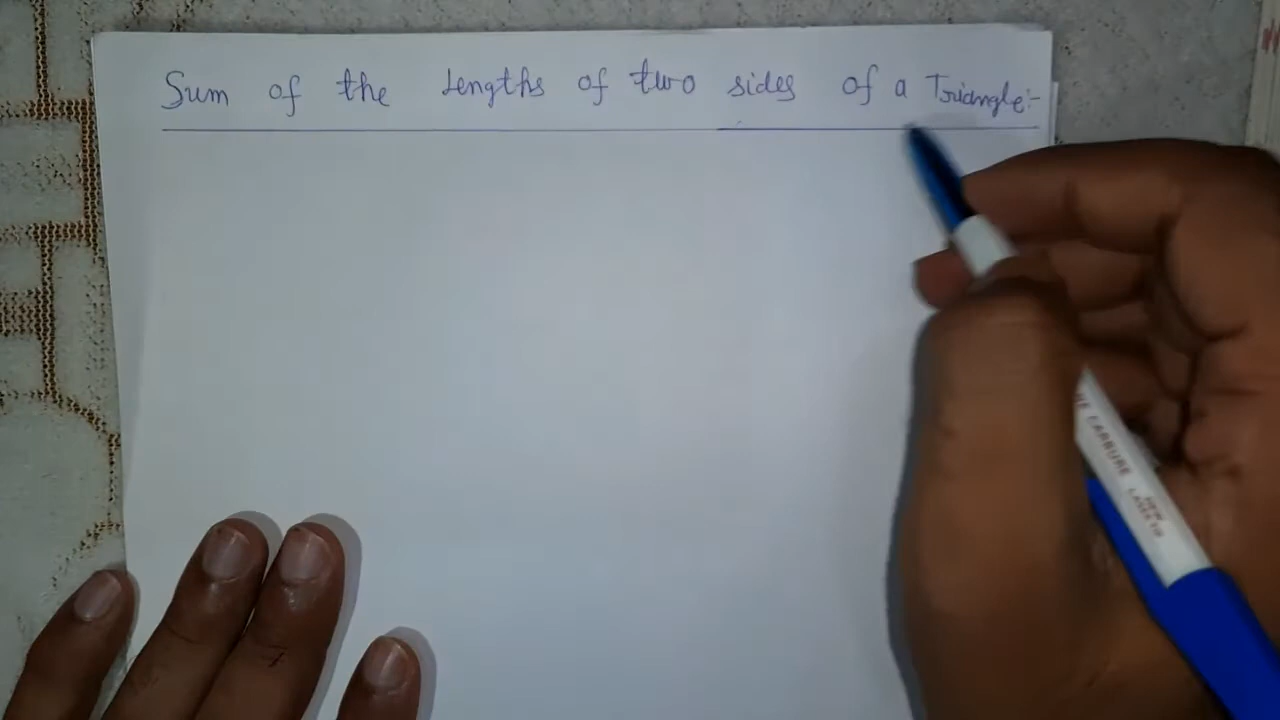 Sum of the Lengths of two sides of a Triangle:-